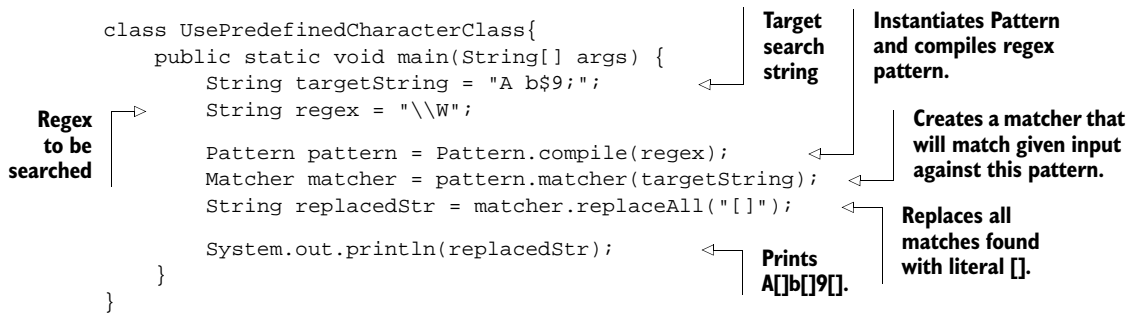 class UsePredefinedCharacterClass{
    public static void main(String[] args) {
        String targetString = "A b$9;";
        String regex = "\\W";
        Pattern pattern = Pattern.compile(regex);
        Matcher matcher = pattern.matcher(targetString);
        String replacedStr = matcher.replaceAll("[]");
        System.out.println(replacedStr);
    }
}
Target
search
string
Instantiates Pattern
and compiles regex
pattern.
Regex
to be
searched
Creates a matcher that
will match given input
against this pattern.
Replaces all
matches found
with literal [].
Prints
A[]b[]9[].